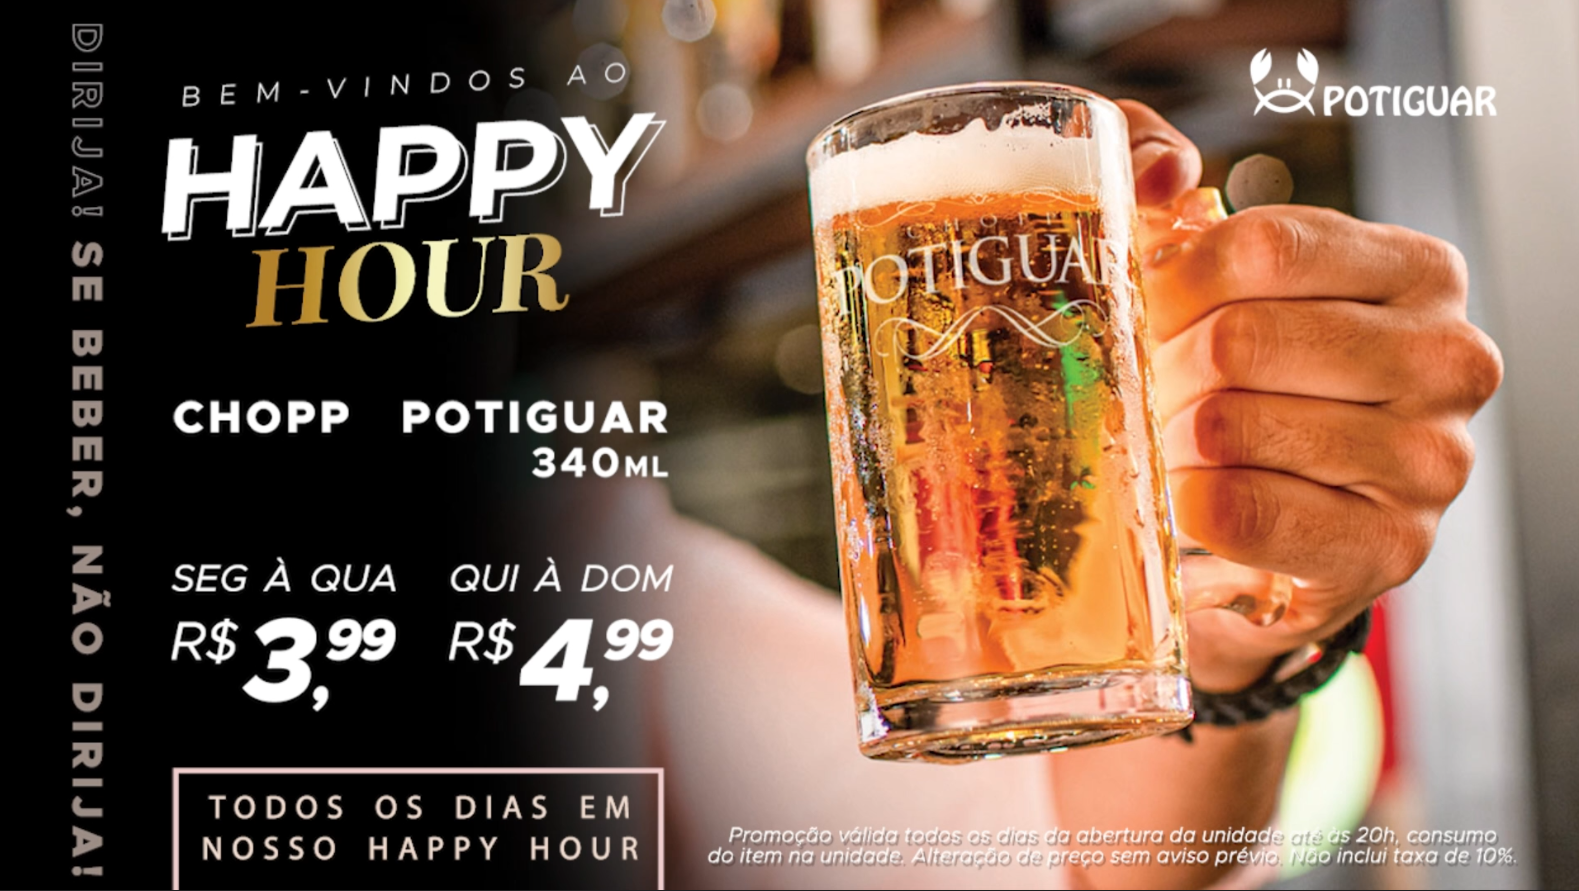 DIRIJA! SE BEBER, NÃO DIRIJA!
BEM-VINDOS AO
HAPPY
HOUR
CHOPP POTIGUAR
340ML
SEG À QUA
R$ 3,99
QUI À DOM
R$ 4,99
TODOS OS DIAS EM
NOSSO HAPPY HOUR
POTIGUAR
CHOPP
POTIGUAR
Promoção válida todos os dias da abertura da unidade até às 20h, consumo
do item na unidade. Alteração de preço sem aviso prévio. Não inclui taxa de 10%.